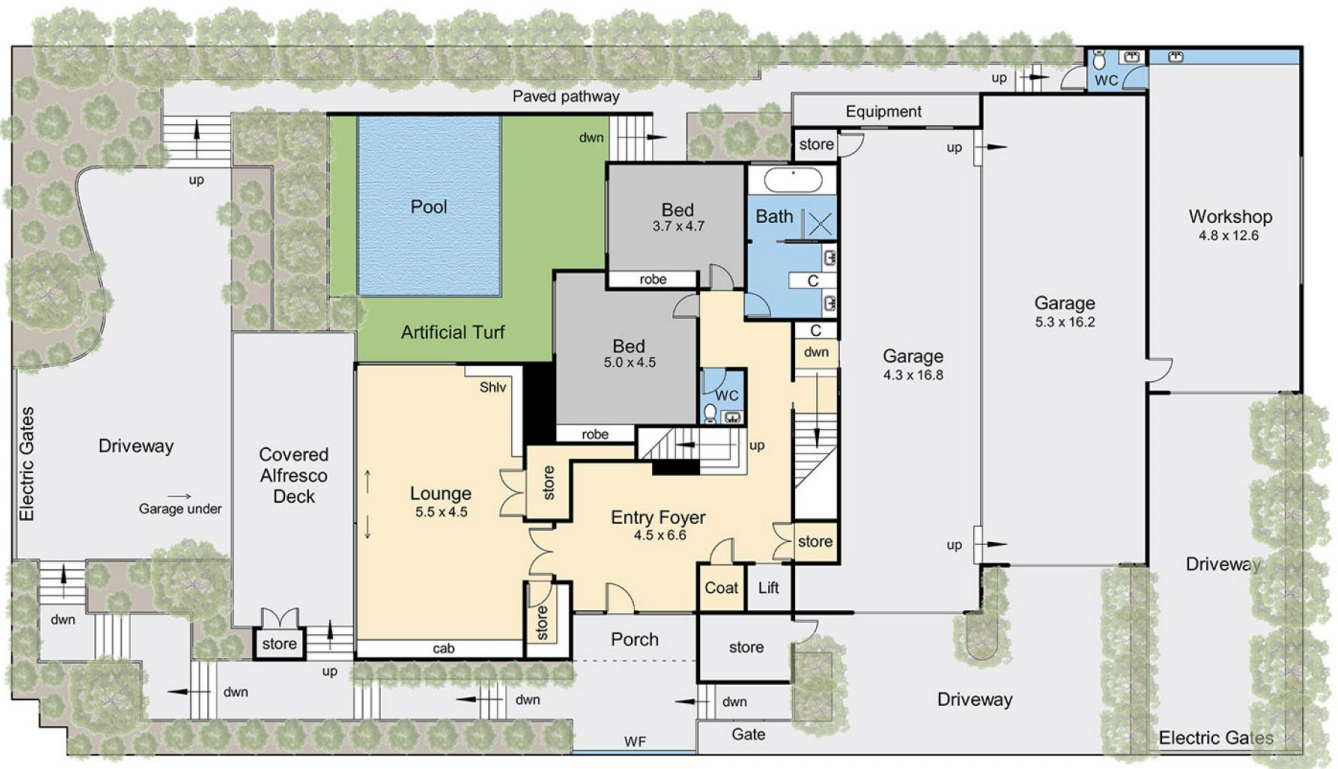 up
WC
Paved pathway
Equipment
dwn
store
up
up
Pool
Bed
3.7 x 4.7
Bath
Workshop
4.8 x 12.6
robe
C
Garage
5.3 x 16.2
Artificial Turf
Bed
5.0 x 4.5
C
dwn
Garage
4.3 x 16.8
Shlv
WC
robe
Electric Gates
Driveway
Garage under
Covered
Alfresco
Deck
up
Lounge
5.5 x 4.5
store
Entry Foyer
4.5 x 6.6
store
up
Driveway
Coat
Lift
dwn
store
store
cab
Porch
store
up
dwn
dwn
dwn
Driveway
WF
Gate
Electric Gates